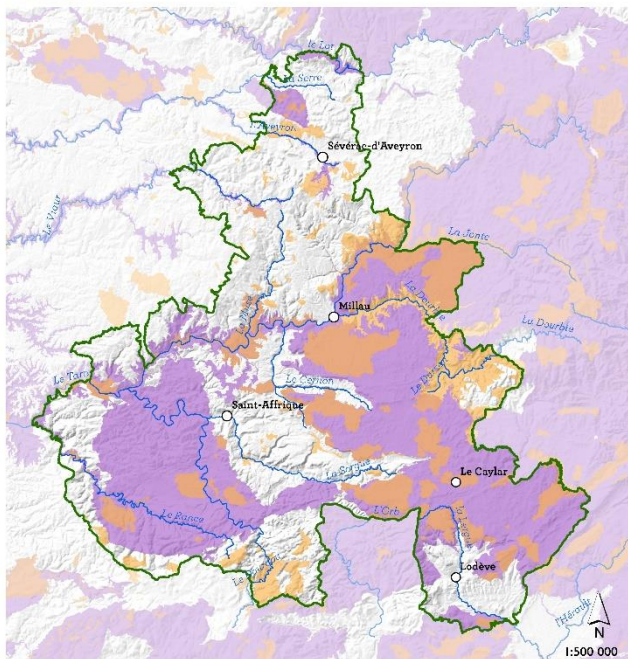 le Lot
La Serre
L'Aveyron
Sévérac-d'Aveyron
Le Viaur
La Jonte
La Dourbie
Millau
La Dourbie
Le Tarn
Le Cernon
Saint-Affrique
La Sorgue
Le Caylar
Le Rance
L'Orb
La Lergue
Lodève
l'Hérault
N
1:500 000